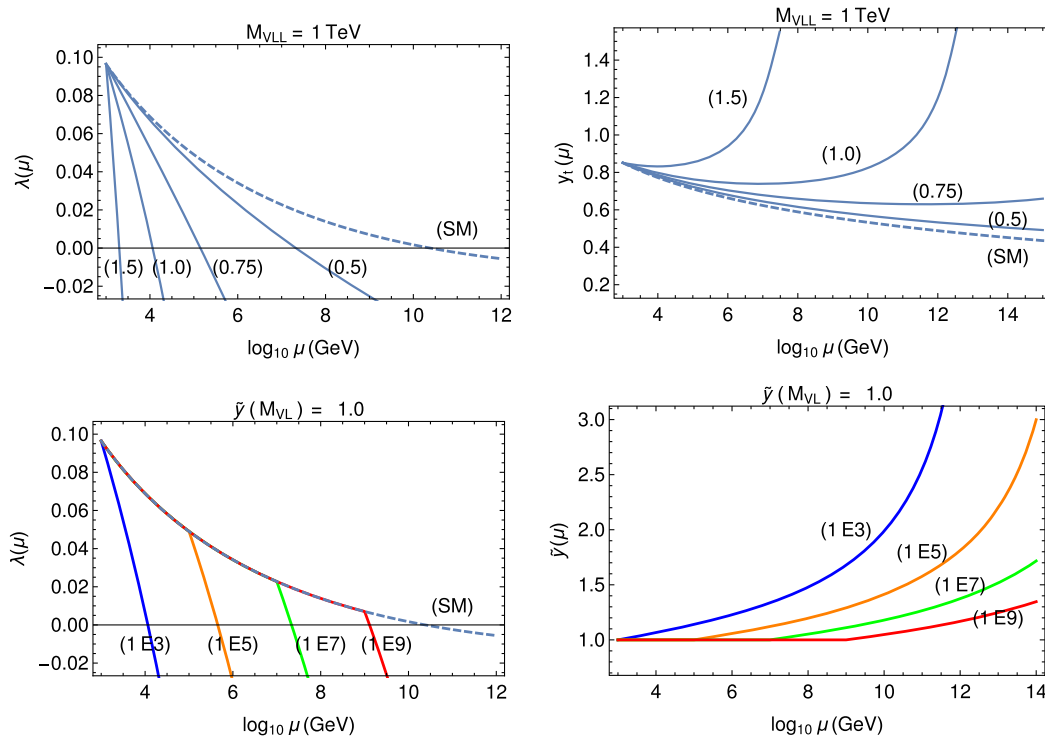 M_VLL = 1 TeV
0.10
0.08
0.06
0.04
0.02
0.00
−0.02
λ(μ)
(SM)
(1.5) (1.0) (0.75) (0.5)
4 6 8 10 12
log₁₀ μ (GeV)
M_VLL = 1 TeV
1.6
1.4
1.2
1.0
0.8
0.6
0.4
0.2
y_t(μ)
(1.5)
(1.0)
(0.75)
(0.5)
(SM)
4 6 8 10 12 14
log₁₀ μ (GeV)
ỹ (M_VL) = 1.0
0.10
0.08
0.06
0.04
0.02
0.00
−0.02
λ(μ)
(SM)
(1 E3) (1 E5) (1 E7) (1 E9)
4 6 8 10 12
log₁₀ μ (GeV)
ỹ (M_VL) = 1.0
3.0
2.5
2.0
1.5
1.0
ỹ(μ)
(1 E3)
(1 E5)
(1 E7)
(1 E9)
4 6 8 10 12 14
log₁₀ μ (GeV)